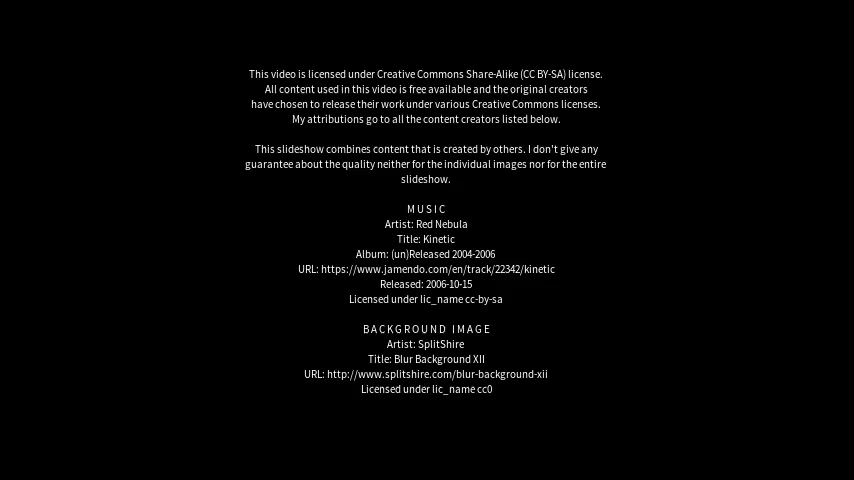 This video is licensed under Creative Commons Share-Alike (CC BY-SA) license.
All content used in this video is free available and the original creators
have chosen to release their work under various Creative Commons licenses.
My attributions go to all the content creators listed below.
This slideshow combines content that is created by others. I don't give any
guarantee about the quality neither for the individual images nor for the entire
slideshow.
MUSIC
Artist: Red Nebula
Title: Kinetic
Album: (un)Released 2004-2006
URL: https://www.jamendo.com/en/track/22342/kinetic
Released: 2006-10-15
Licensed under lic_name cc-by-sa
BACKGROUND IMAGE
Artist: SplitShire
Title: Blur Background XII
URL: http://www.splitshire.com/blur-background-xii
Licensed under lic_name cc0